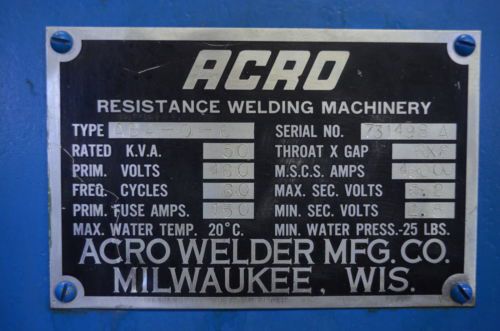 ACRO
RESISTANCE WELDING MACHINERY
TYPE
SERIAL NO. 731498 A
RATED K.V.A. 50
THROAT X GAP
PRIM. VOLTS 480
M.S.C.S. AMPS
FREQ. CYCLES 60
MAX. SEC. VOLTS
PRIM. FUSE AMPS. 150
MIN. SEC. VOLTS
MAX. WATER TEMP. 20°C.
MIN. WATER PRESS.-25 LBS.
ACRO WELDER MFG. CO.
MILWAUKEE, WIS.